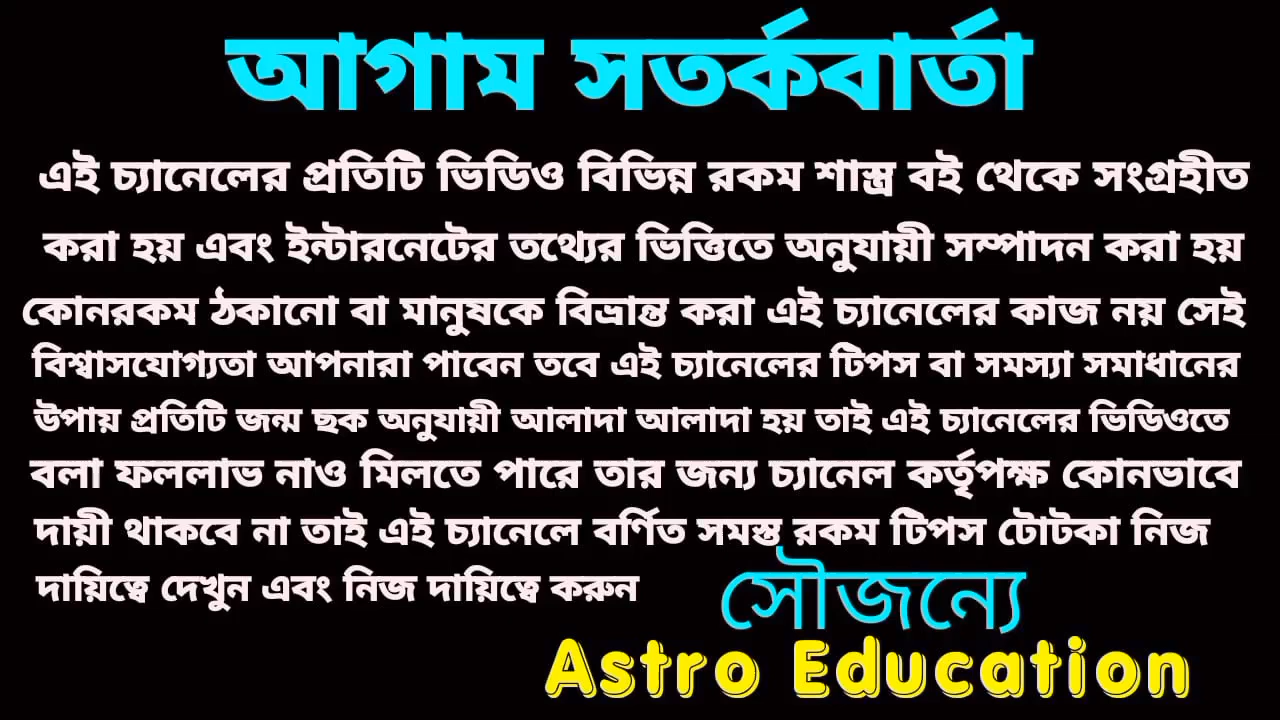 আগাম সতর্কবার্তা
এই চ্যানেলের প্রতিটি ভিডিও বিভিন্ন রকম শাস্ত্র বই থেকে সংগ্রহীত
করা হয় এবং ইন্টারনেটের তথ্যের ভিত্তিতে অনুযায়ী সম্পাদন করা হয়
কোনরকম ঠকানো বা মানুষকে বিভ্রান্ত করা এই চ্যানেলের কাজ নয় সেই
বিশ্বাসযোগ্যতা আপনারা পাবেন তবে এই চ্যানেলের টিপস বা সমস্যা সমাধানের
উপায় প্রতিটি জন্ম ছক অনুযায়ী আলাদা আলাদা হয় তাই এই চ্যানেলের ভিডিওতে
বলা ফললাভ নাও মিলতে পারে তার জন্য চ্যানেল কর্তৃপক্ষ কোনভাবে
দায়ী থাকবে না তাই এই চ্যানেলে বর্ণিত সমস্ত রকম টিপস টোটকা নিজ
দায়িত্বে দেখুন এবং নিজ দায়িত্বে করুন
সৌজন্যে
Astro Education